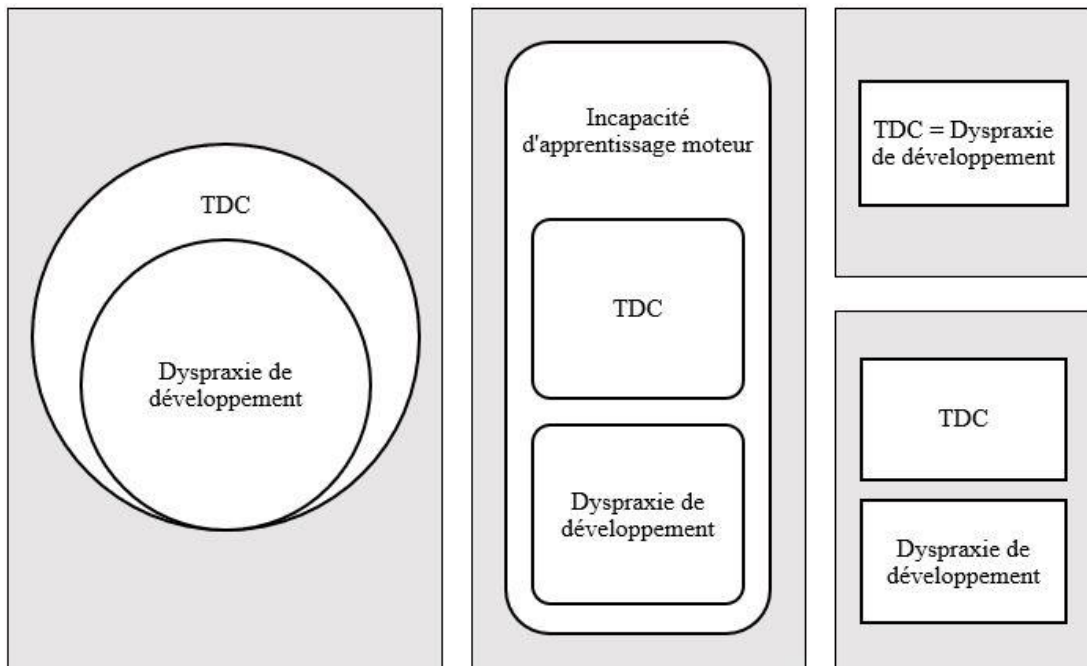 TDC
Dyspraxie de
développement
Incapacité
d'apprentissage moteur
TDC
Dyspraxie de
développement
TDC = Dyspraxie
de développement
TDC
Dyspraxie de
développement